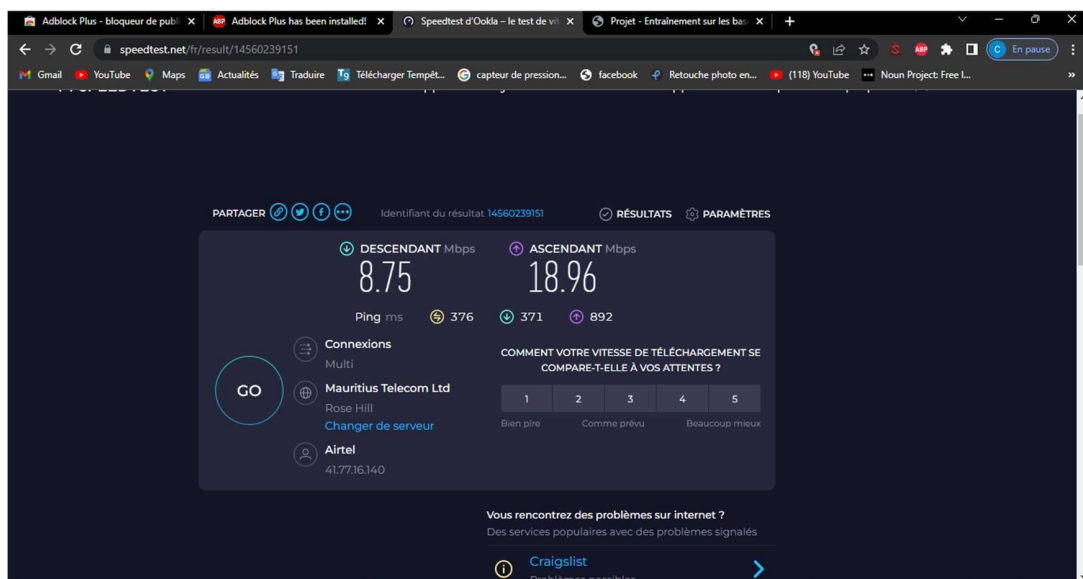 Adblock Plus - bloqueur de publi
Adblock Plus has been installed!
Speedtest d'Ookla – le test de vit
Projet - Entraînement sur les bas
speedtest.net/fr/result/14560239151
En pause
Gmail
YouTube
Maps
Actualités
Traduire
Télécharger Tempêt...
capteur de pression...
facebook
Retouche photo en...
(118) YouTube
Noun Project: Free I...
PARTAGER
Identifiant du résultat 14560239151
RÉSULTATS
PARAMÈTRES
DESCENDANT Mbps
ASCENDANT Mbps
8.75
18.96
Ping ms 376 371 892
GO
Connexions
Multi
Mauritius Telecom Ltd
Rose Hill
Changer de serveur
Airtel
41.77.16.140
COMMENT VOTRE VITESSE DE TÉLÉCHARGEMENT SE
COMPARE-T-ELLE À VOS ATTENTES ?
1 2 3 4 5
Bien pire Comme prévu Beaucoup mieux
Vous rencontrez des problèmes sur internet ?
Des services populaires avec des problèmes signalés
Craigslist